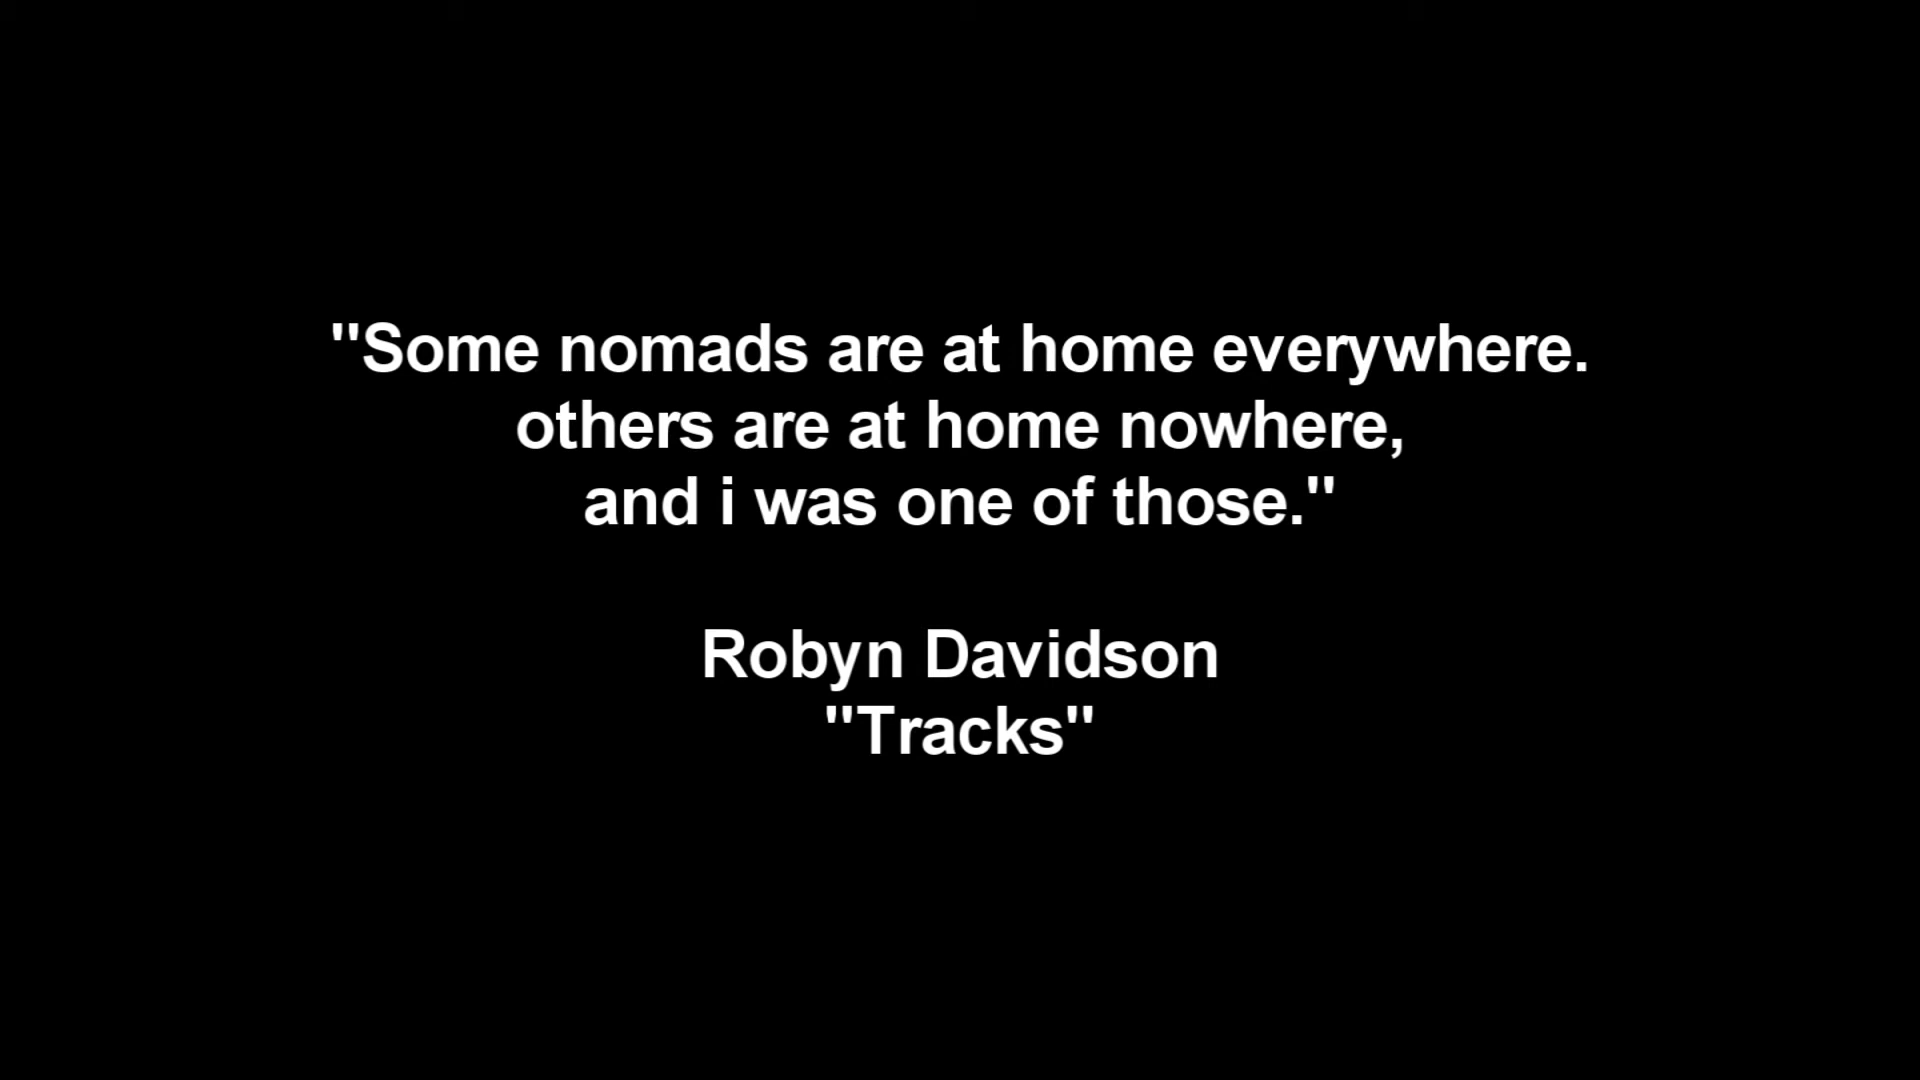 "Some nomads are at home everywhere.
others are at home nowhere,
and i was one of those."
Robyn Davidson
"Tracks"